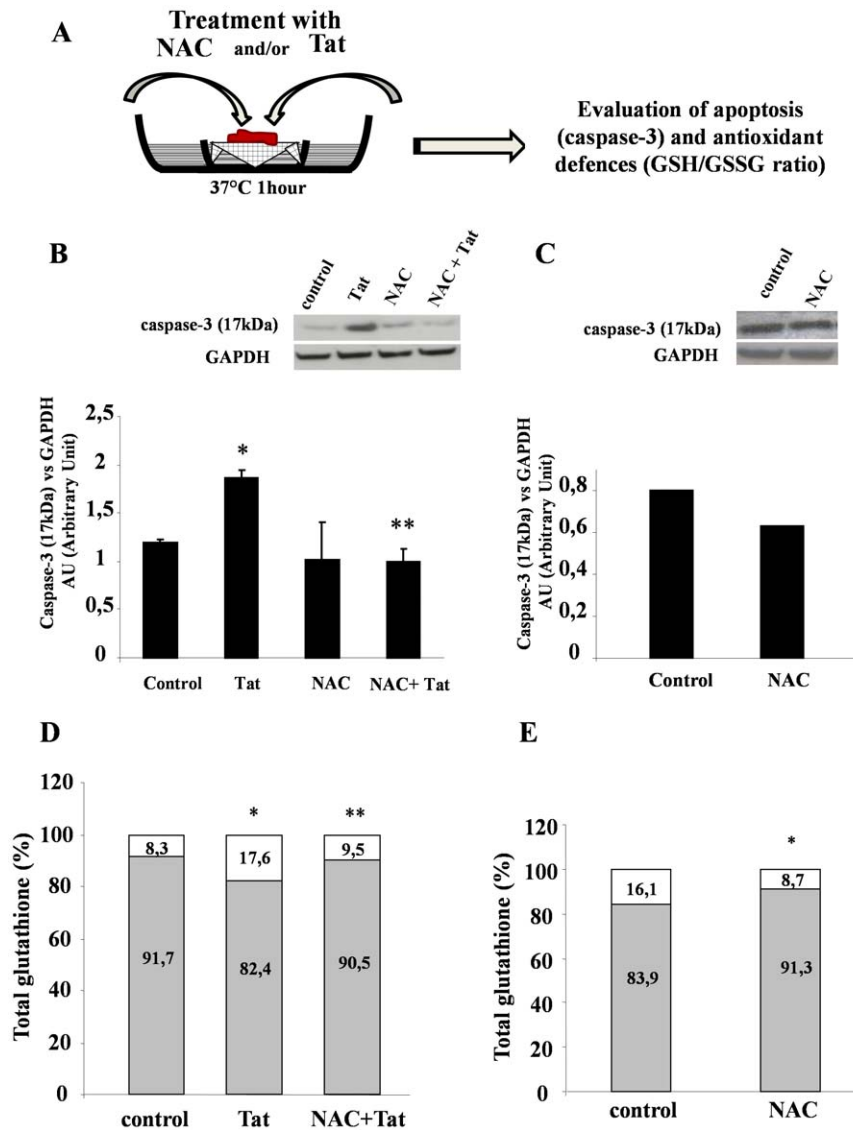 A
Treatment with
NAC and/or Tat
37°C 1hour
Evaluation of apoptosis
(caspase-3) and antioxidant
defences (GSH/GSSG ratio)
B
control
Tat
NAC
NAC + Tat
caspase-3 (17kDa)
GAPDH
Caspase-3 (17kDa) vs GAPDH
AU (Arbitrary Unit)
2,5
2
1,5
1
0,5
0
*
**
Control
Tat
NAC
NAC+ Tat
C
control
NAC
caspase-3 (17kDa)
GAPDH
Caspase-3 (17kDa) vs GAPDH
AU (Arbitrary Unit)
0,8
0,6
0,4
0,2
0
Control
NAC
D
Total glutathione (%)
120
100
80
60
40
20
0
*
**
8,3
17,6
9,5
91,7
82,4
90,5
control
Tat
NAC+Tat
E
Total glutathione (%)
120
100
80
60
40
20
0
*
16,1
8,7
83,9
91,3
control
NAC